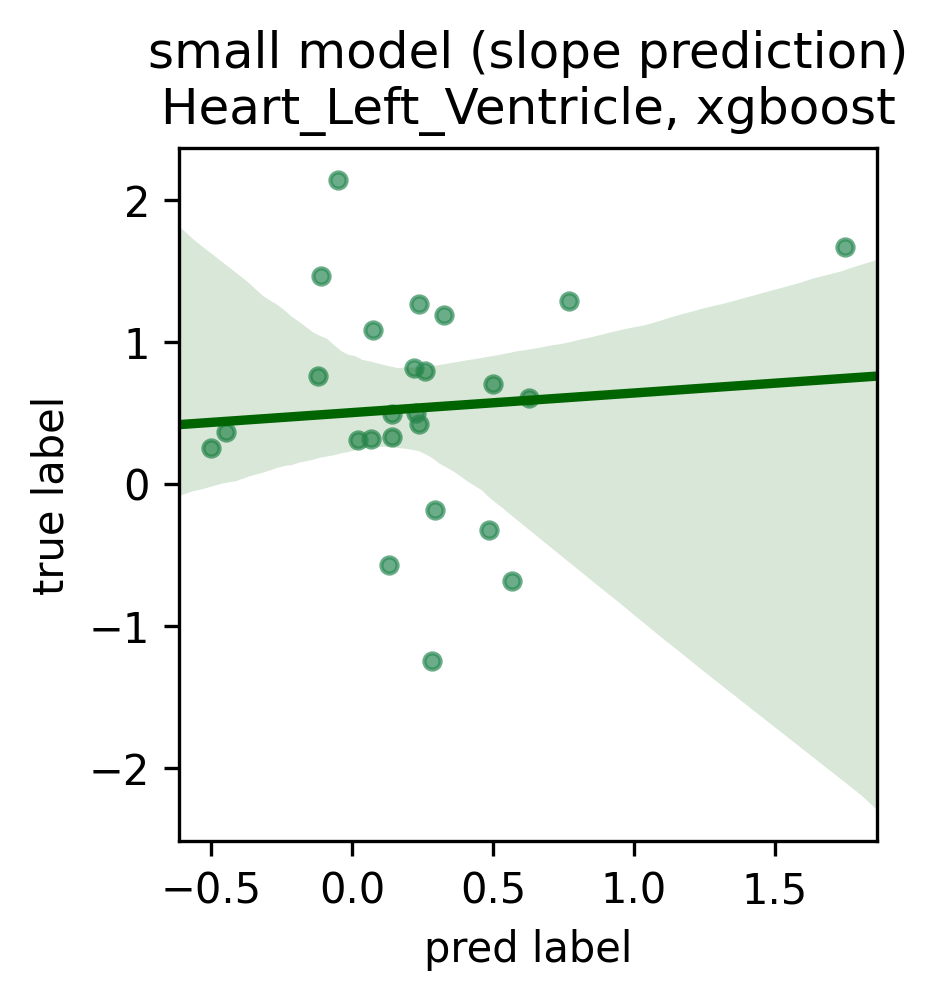 small model (slope prediction)
Heart_Left_Ventricle, xgboost
2
1
0
−1
−2
true label
−0.5
0.0
0.5
1.0
1.5
pred label